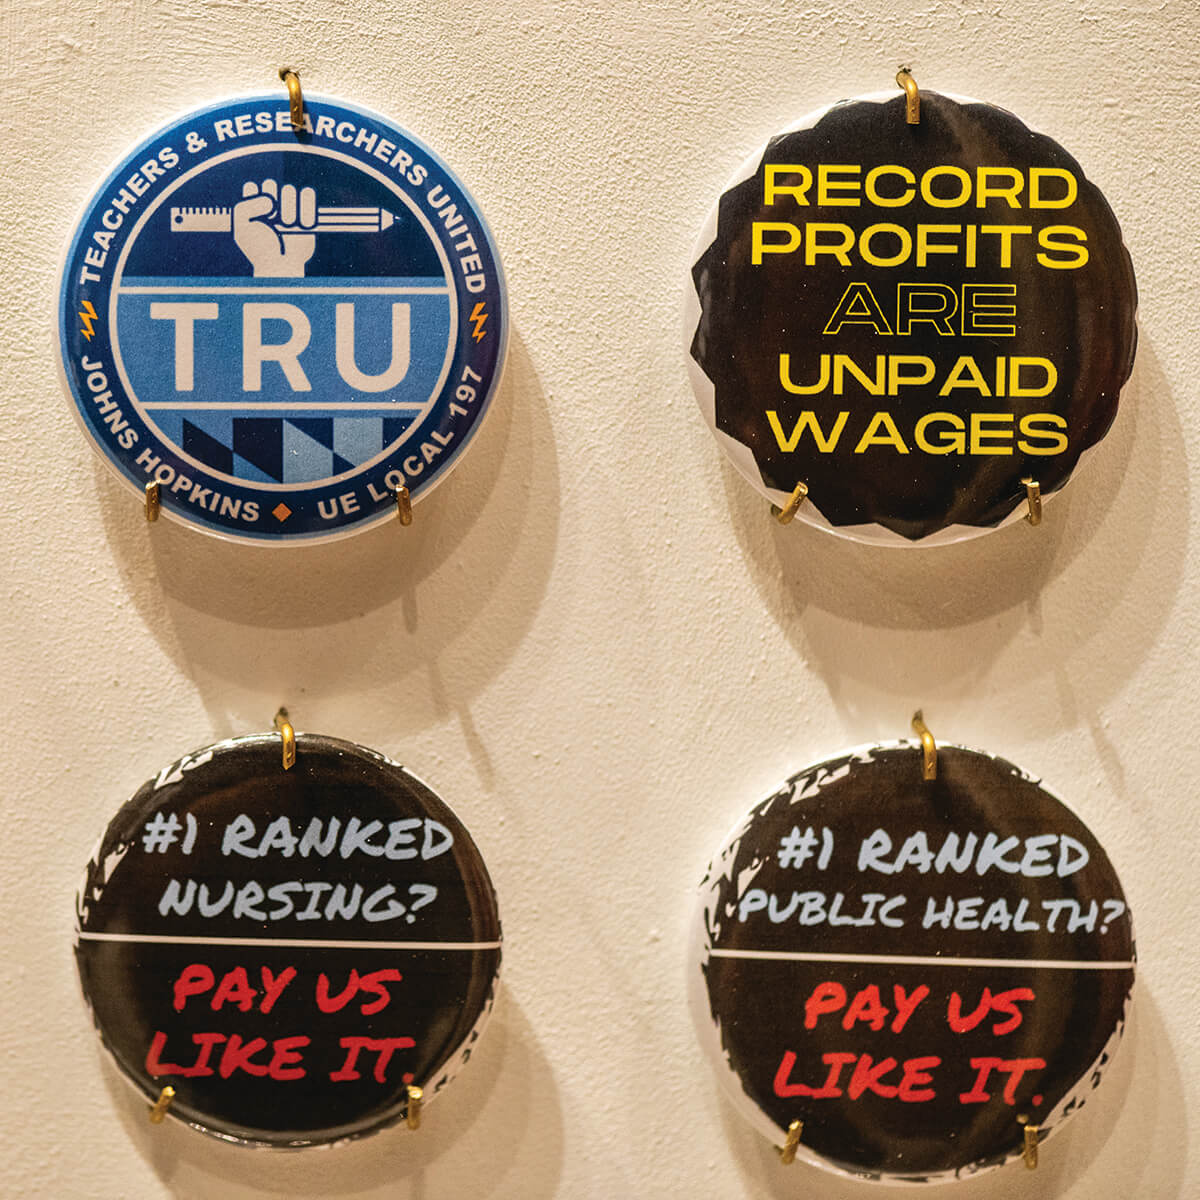 TEACHERS & RESEARCHERS UNITED
TRU
JOHNS HOPKINS ◆ UE LOCAL 197
RECORD
PROFITS
ARE
UNPAID
WAGES
#1 RANKED
NURSING?
PAY US
LIKE IT.
#1 RANKED
PUBLIC HEALTH?
PAY US
LIKE IT.